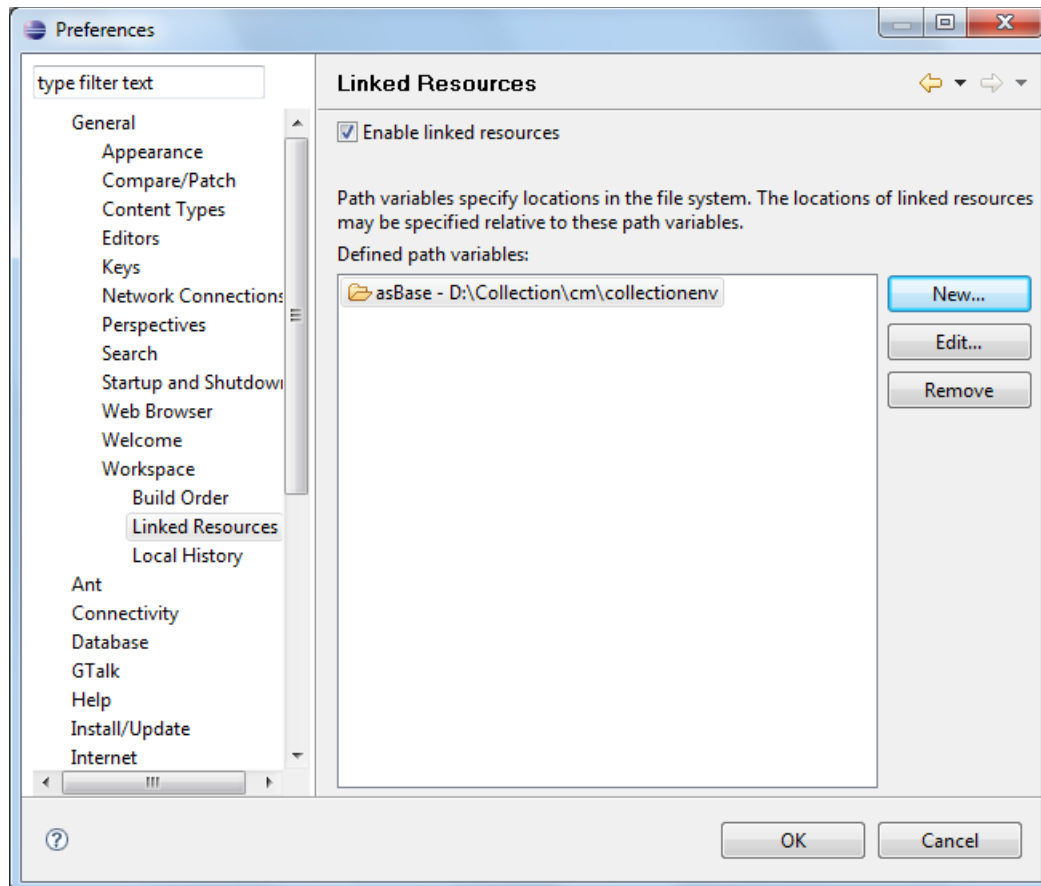 Preferences
type filter text
General
Appearance
Compare/Patch
Content Types
Editors
Keys
Network Connections
Perspectives
Search
Startup and Shutdow
Web Browser
Welcome
Workspace
Build Order
Linked Resources
Local History
Ant
Connectivity
Database
GTalk
Help
Install/Update
Internet
Linked Resources
Enable linked resources
Path variables specify locations in the file system. The locations of linked resources
may be specified relative to these path variables.
Defined path variables:
asBase - D:\Collection\cm\collectionenv
New...
Edit...
Remove
OK
Cancel